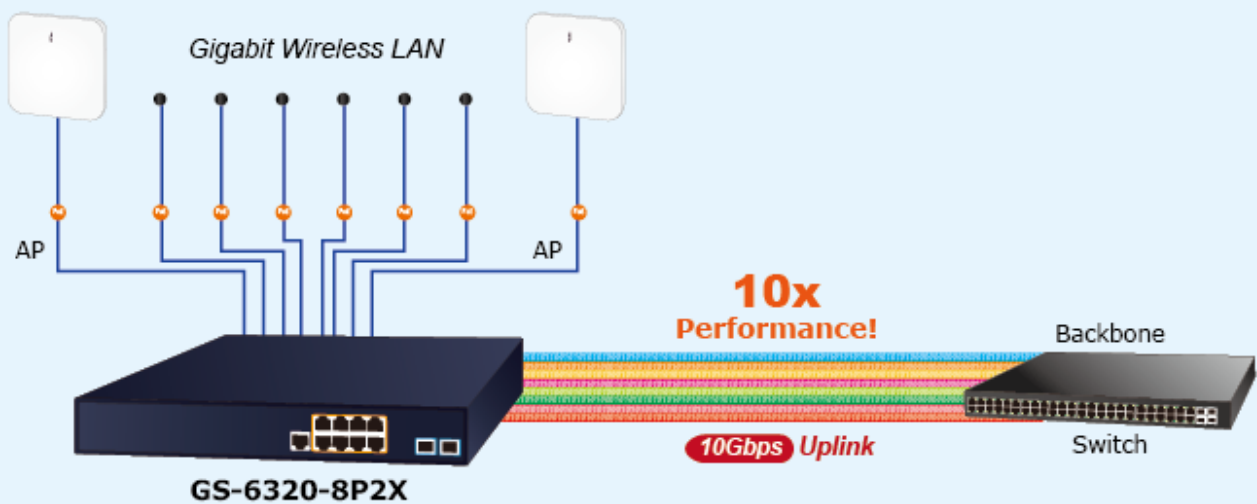 Gigabit Wireless LAN
AP
AP
10x
Performance!
Backbone
Switch
10Gbps Uplink
GS-6320-8P2X